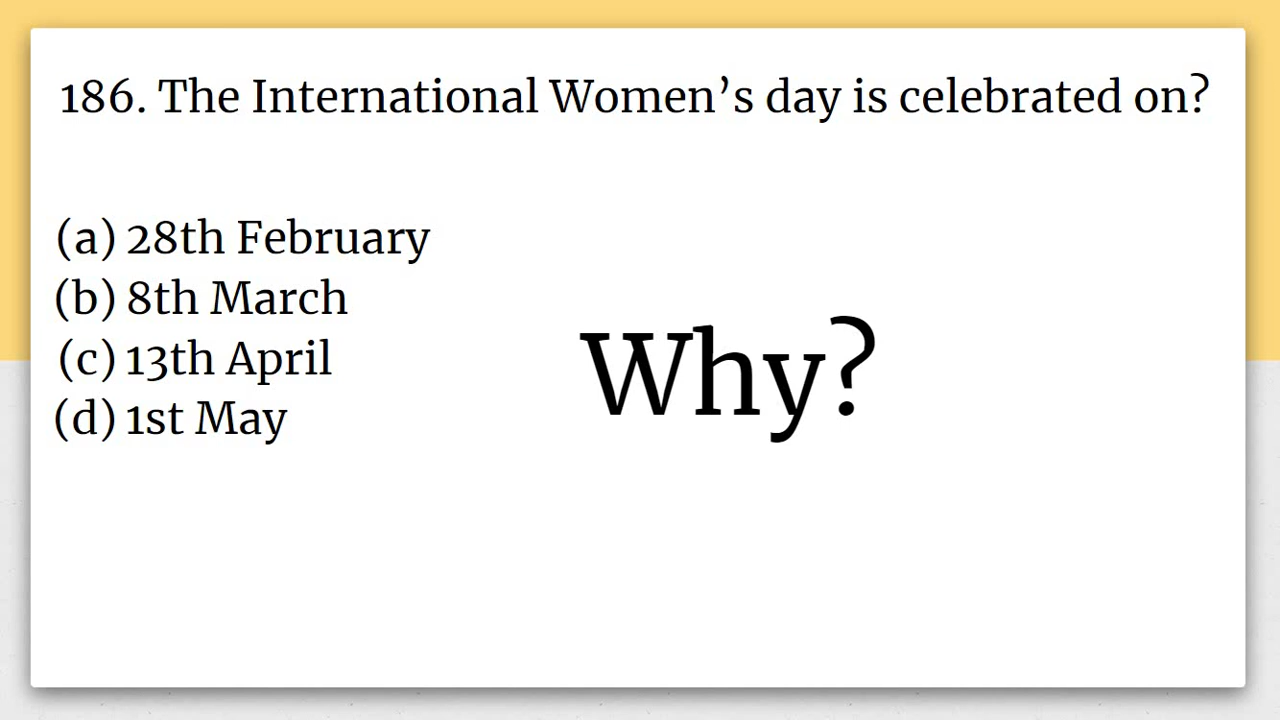 186. The International Women’s day is celebrated on?
(a) 28th February
(b) 8th March
(c) 13th April
(d) 1st May
Why?